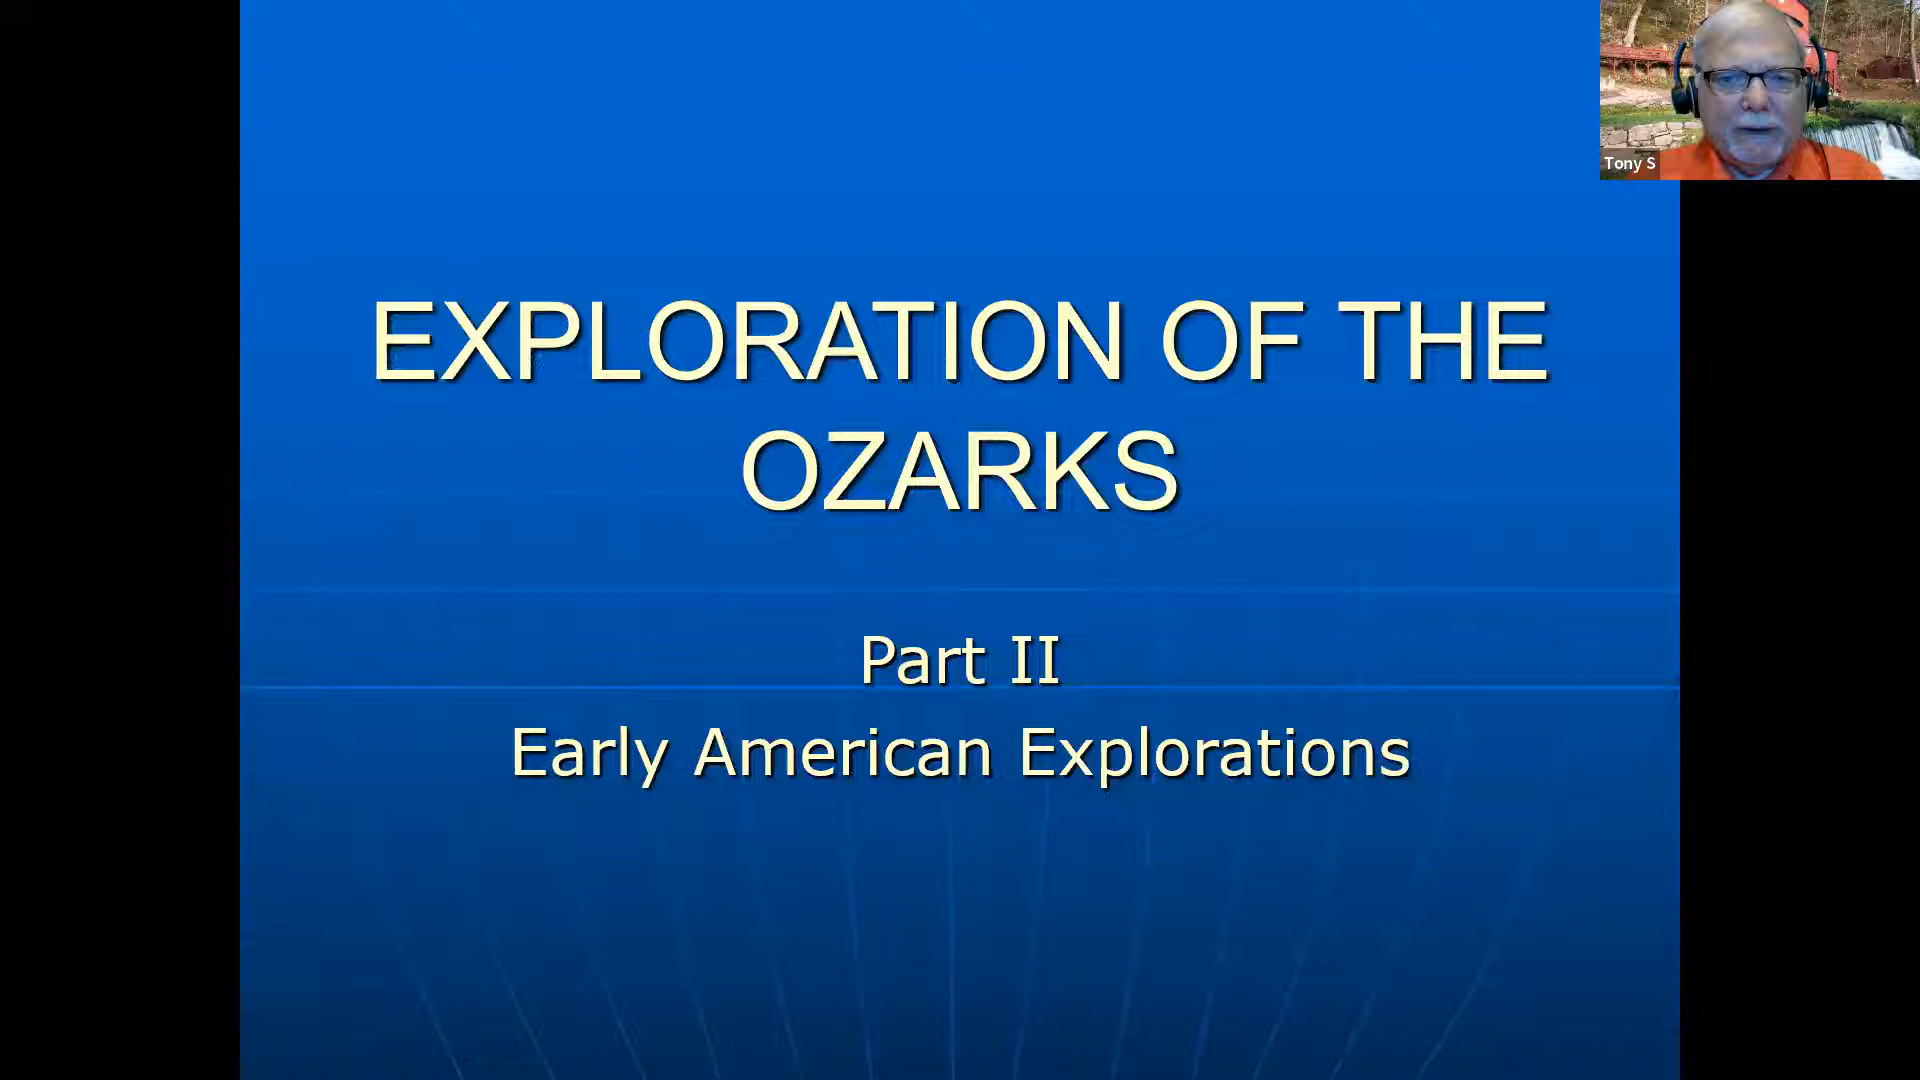 EXPLORATION OF THE
OZARKS
Part II
Early American Explorations
Tony S